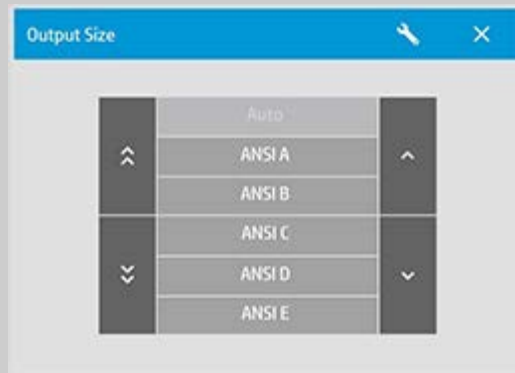 Output Size
Auto
ANSI A
ANSI B
ANSI C
ANSI D
ANSI E